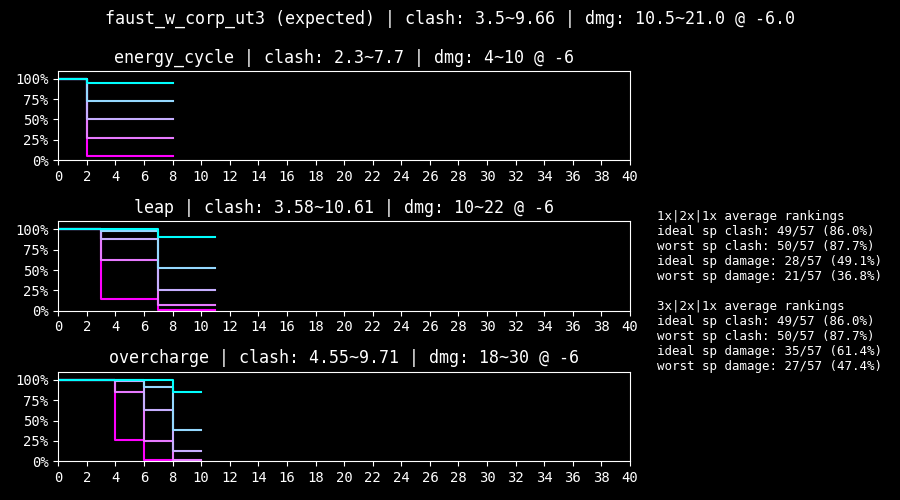 faust_w_corp_ut3 (expected) | clash: 3.5~9.66 | dmg: 10.5~21.0 @ -6.0
energy_cycle | clash: 2.3~7.7 | dmg: 4~10 @ -6
100%
75%
50%
25%
0%
0 2 4 6 8 10 12 14 16 18 20 22 24 26 28 30 32 34 36 38 40
leap | clash: 3.58~10.61 | dmg: 10~22 @ -6
100%
75%
50%
25%
0%
0 2 4 6 8 10 12 14 16 18 20 22 24 26 28 30 32 34 36 38 40
overcharge | clash: 4.55~9.71 | dmg: 18~30 @ -6
100%
75%
50%
25%
0%
0 2 4 6 8 10 12 14 16 18 20 22 24 26 28 30 32 34 36 38 40
1x|2x|1x average rankings
ideal sp clash: 49/57 (86.0%)
worst sp clash: 50/57 (87.7%)
ideal sp damage: 28/57 (49.1%)
worst sp damage: 21/57 (36.8%)
3x|2x|1x average rankings
ideal sp clash: 49/57 (86.0%)
worst sp clash: 50/57 (87.7%)
ideal sp damage: 35/57 (61.4%)
worst sp damage: 27/57 (47.4%)